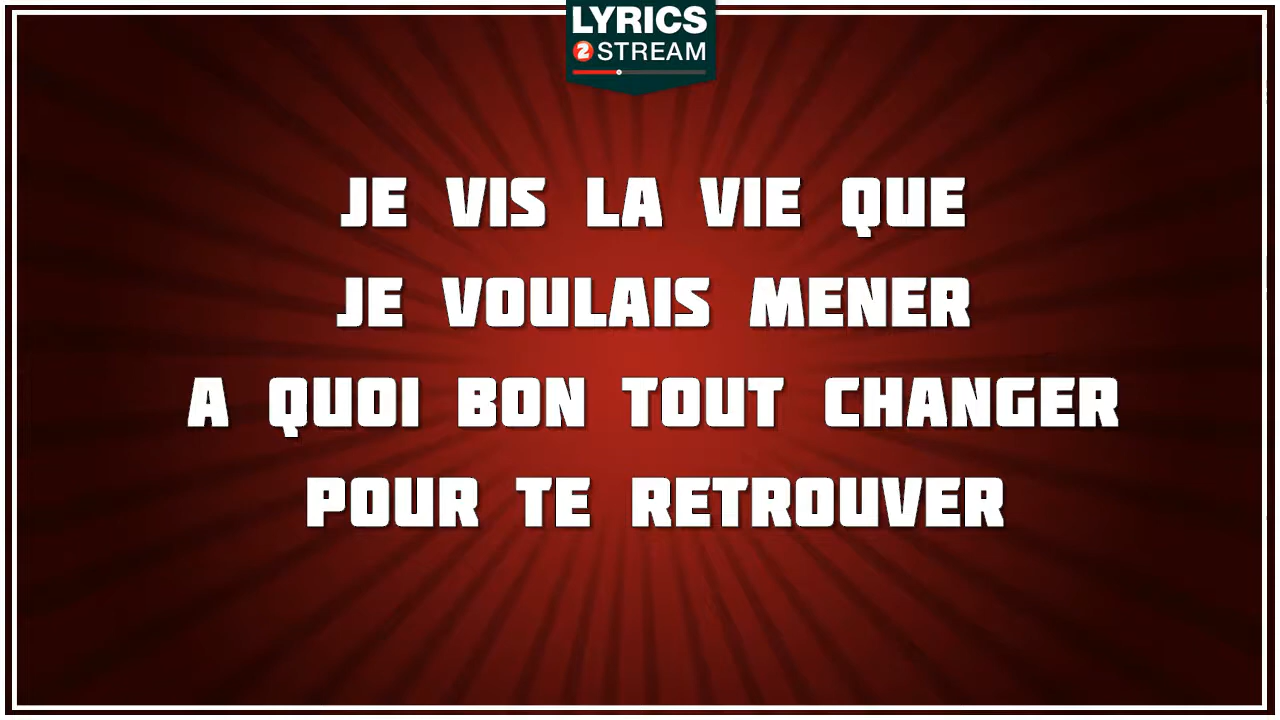 LYRICS
2 STREAM
JE VIS LA VIE QUE
JE VOULAIS MENER
A QUOI BON TOUT CHANGER
POUR TE RETROUVER